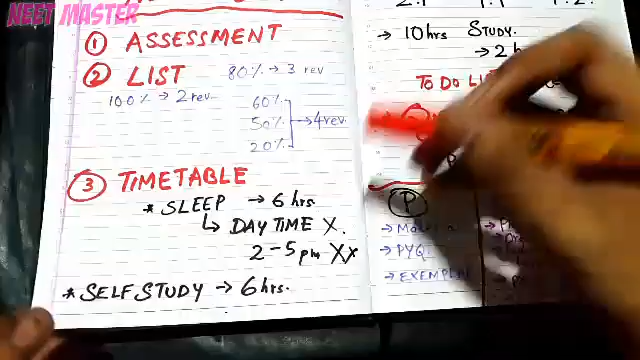 NEET MASTER
① ASSESSMENT
② LIST
80% → 3 rev
100% → 2 rev.
60%
50% → 4 rev.
20%
③ TIMETABLE
* SLEEP → 6 hrs.
↳ DAY TIME X.
2-5 pm XX
* SELF STUDY → 6 hrs.
→ 10 hrs STUDY.
→ 2 h
TO DO LIST
P
→ PYQ
→ EXEMPLAR